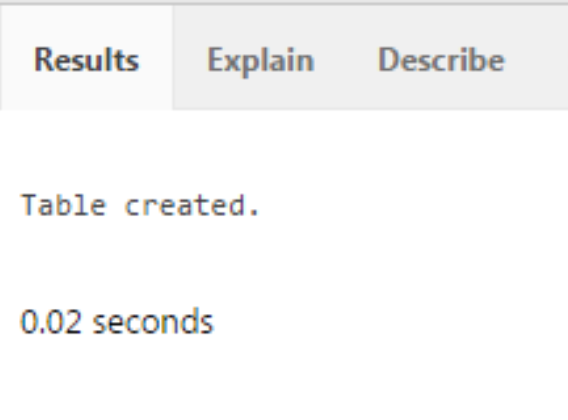 Results Explain Describe
Table created.
0.02 seconds